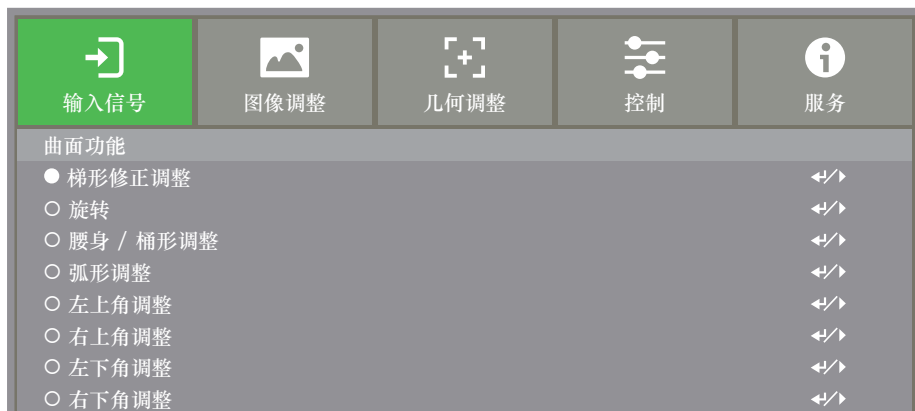 输入信号 图像调整 几何调整 控制 服务
曲面功能
梯形修正调整
旋转
腰身 / 桶形调整
弧形调整
左上角调整
右上角调整
左下角调整
右下角调整